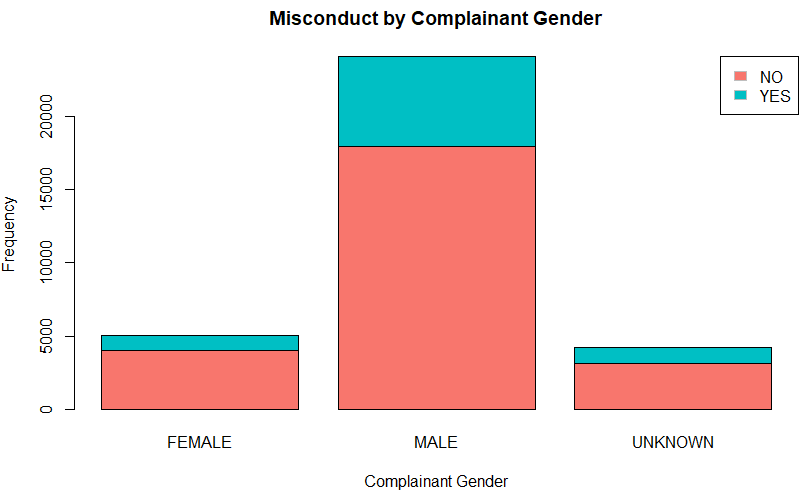 Misconduct by Complainant Gender
NO
YES
20000
15000
10000
5000
0
Frequency
FEMALE
MALE
UNKNOWN
Complainant Gender